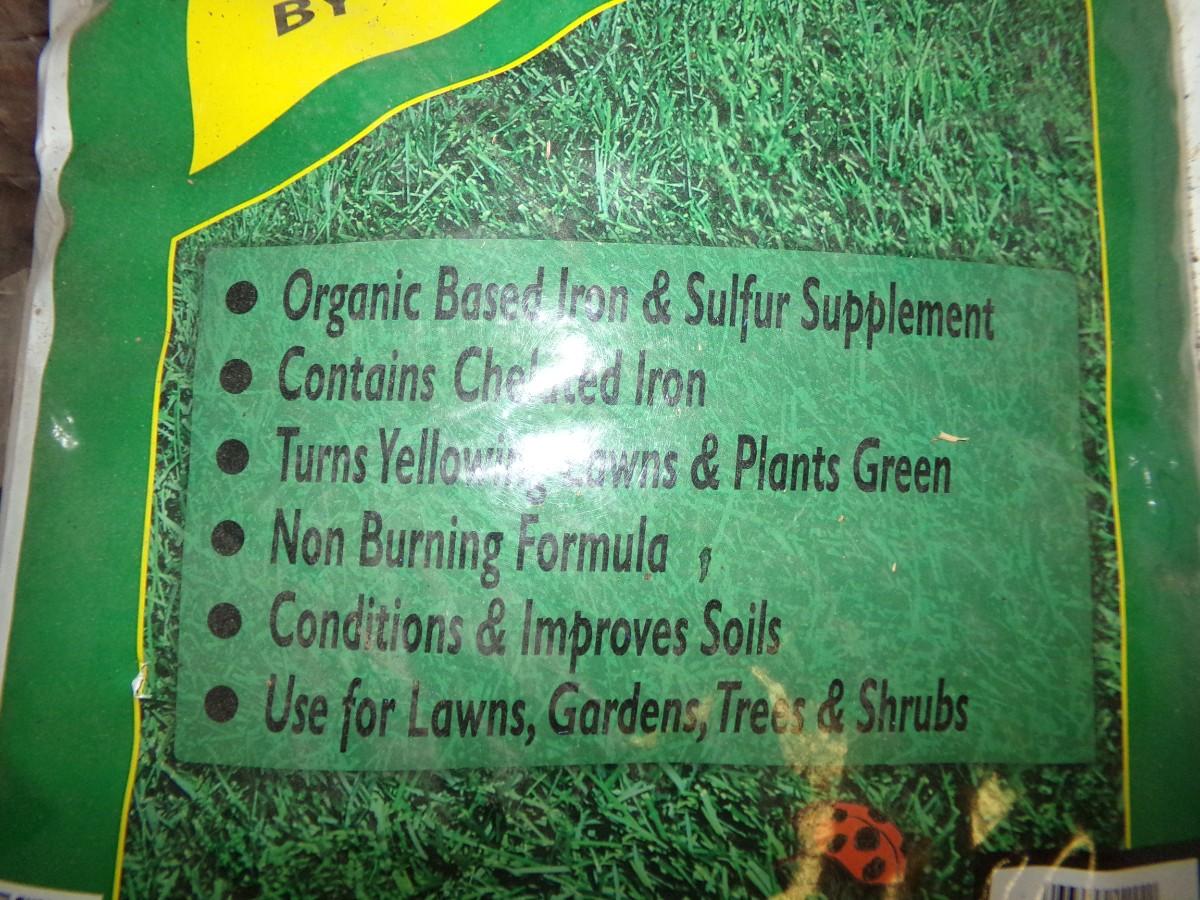 BY
Organic Based Iron & Sulfur Supplement
Contains Chelated Iron
Turns Yellowing Lawns & Plants Green
Non Burning Formula
Conditions & Improves Soils
Use for Lawns, Gardens, Trees & Shrubs